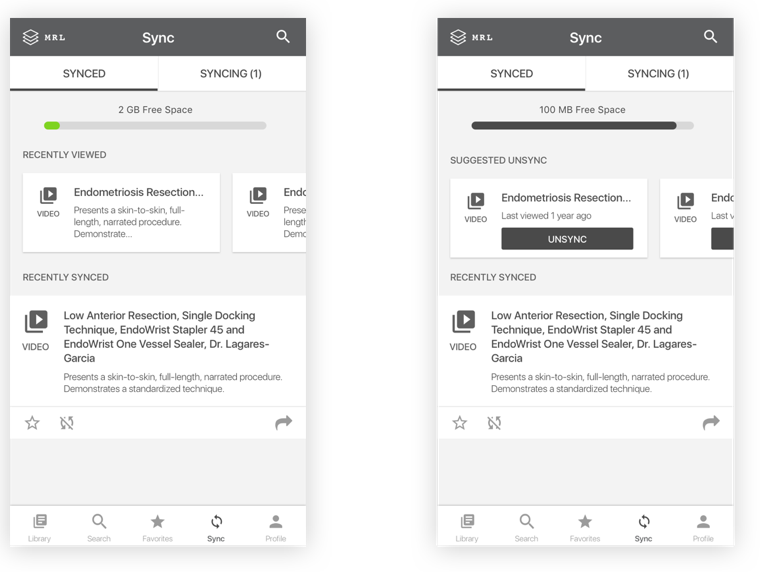 MRL
Sync
SYNCED
SYNCING (1)
2 GB Free Space
RECENTLY VIEWED
Endometriosis Resection...
Presents a skin-to-skin, full-
length, narrated procedure.
Demonstrate...
VIDEO
Endo
Prese
length
Demo
VIDEO
RECENTLY SYNCED
Low Anterior Resection, Single Docking
Technique, EndoWrist Stapler 45 and
EndoWrist One Vessel Sealer, Dr. Lagares-
Garcia
VIDEO
Presents a skin-to-skin, full-length, narrated procedure.
Demonstrates a standardized technique.
Library
Search
Favorites
Sync
Profile
MRL
Sync
SYNCED
SYNCING (1)
100 MB Free Space
SUGGESTED UNSYNC
Endometriosis Resection...
Last viewed 1 year ago
VIDEO
UNSYNC
Endo
Last v
VIDEO
RECENTLY SYNCED
Low Anterior Resection, Single Docking
Technique, EndoWrist Stapler 45 and
EndoWrist One Vessel Sealer, Dr. Lagares-
Garcia
VIDEO
Presents a skin-to-skin, full-length, narrated procedure.
Demonstrates a standardized technique.
Library
Search
Favorites
Sync
Profile